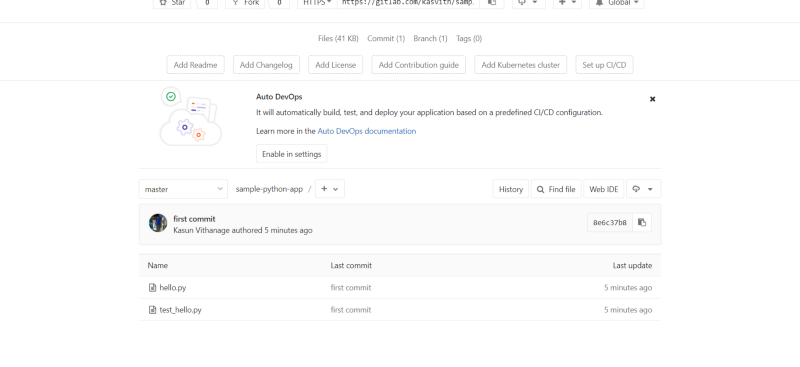 Star 0 Fork 0 HTTPS https://gitlab.com/kasvith/samp Global
Files (41 KB) Commit (1) Branch (1) Tags (0)
Add Readme Add Changelog Add License Add Contribution guide Add Kubernetes cluster Set up CI/CD
Auto DevOps
It will automatically build, test, and deploy your application based on a predefined CI/CD configuration.
Learn more in the Auto DevOps documentation
Enable in settings
master sample-python-app / + History Find file Web IDE
first commit
Kasun Vithanage authored 5 minutes ago
8e6c37b8
Name Last commit Last update
hello.py first commit 5 minutes ago
test_hello.py first commit 5 minutes ago